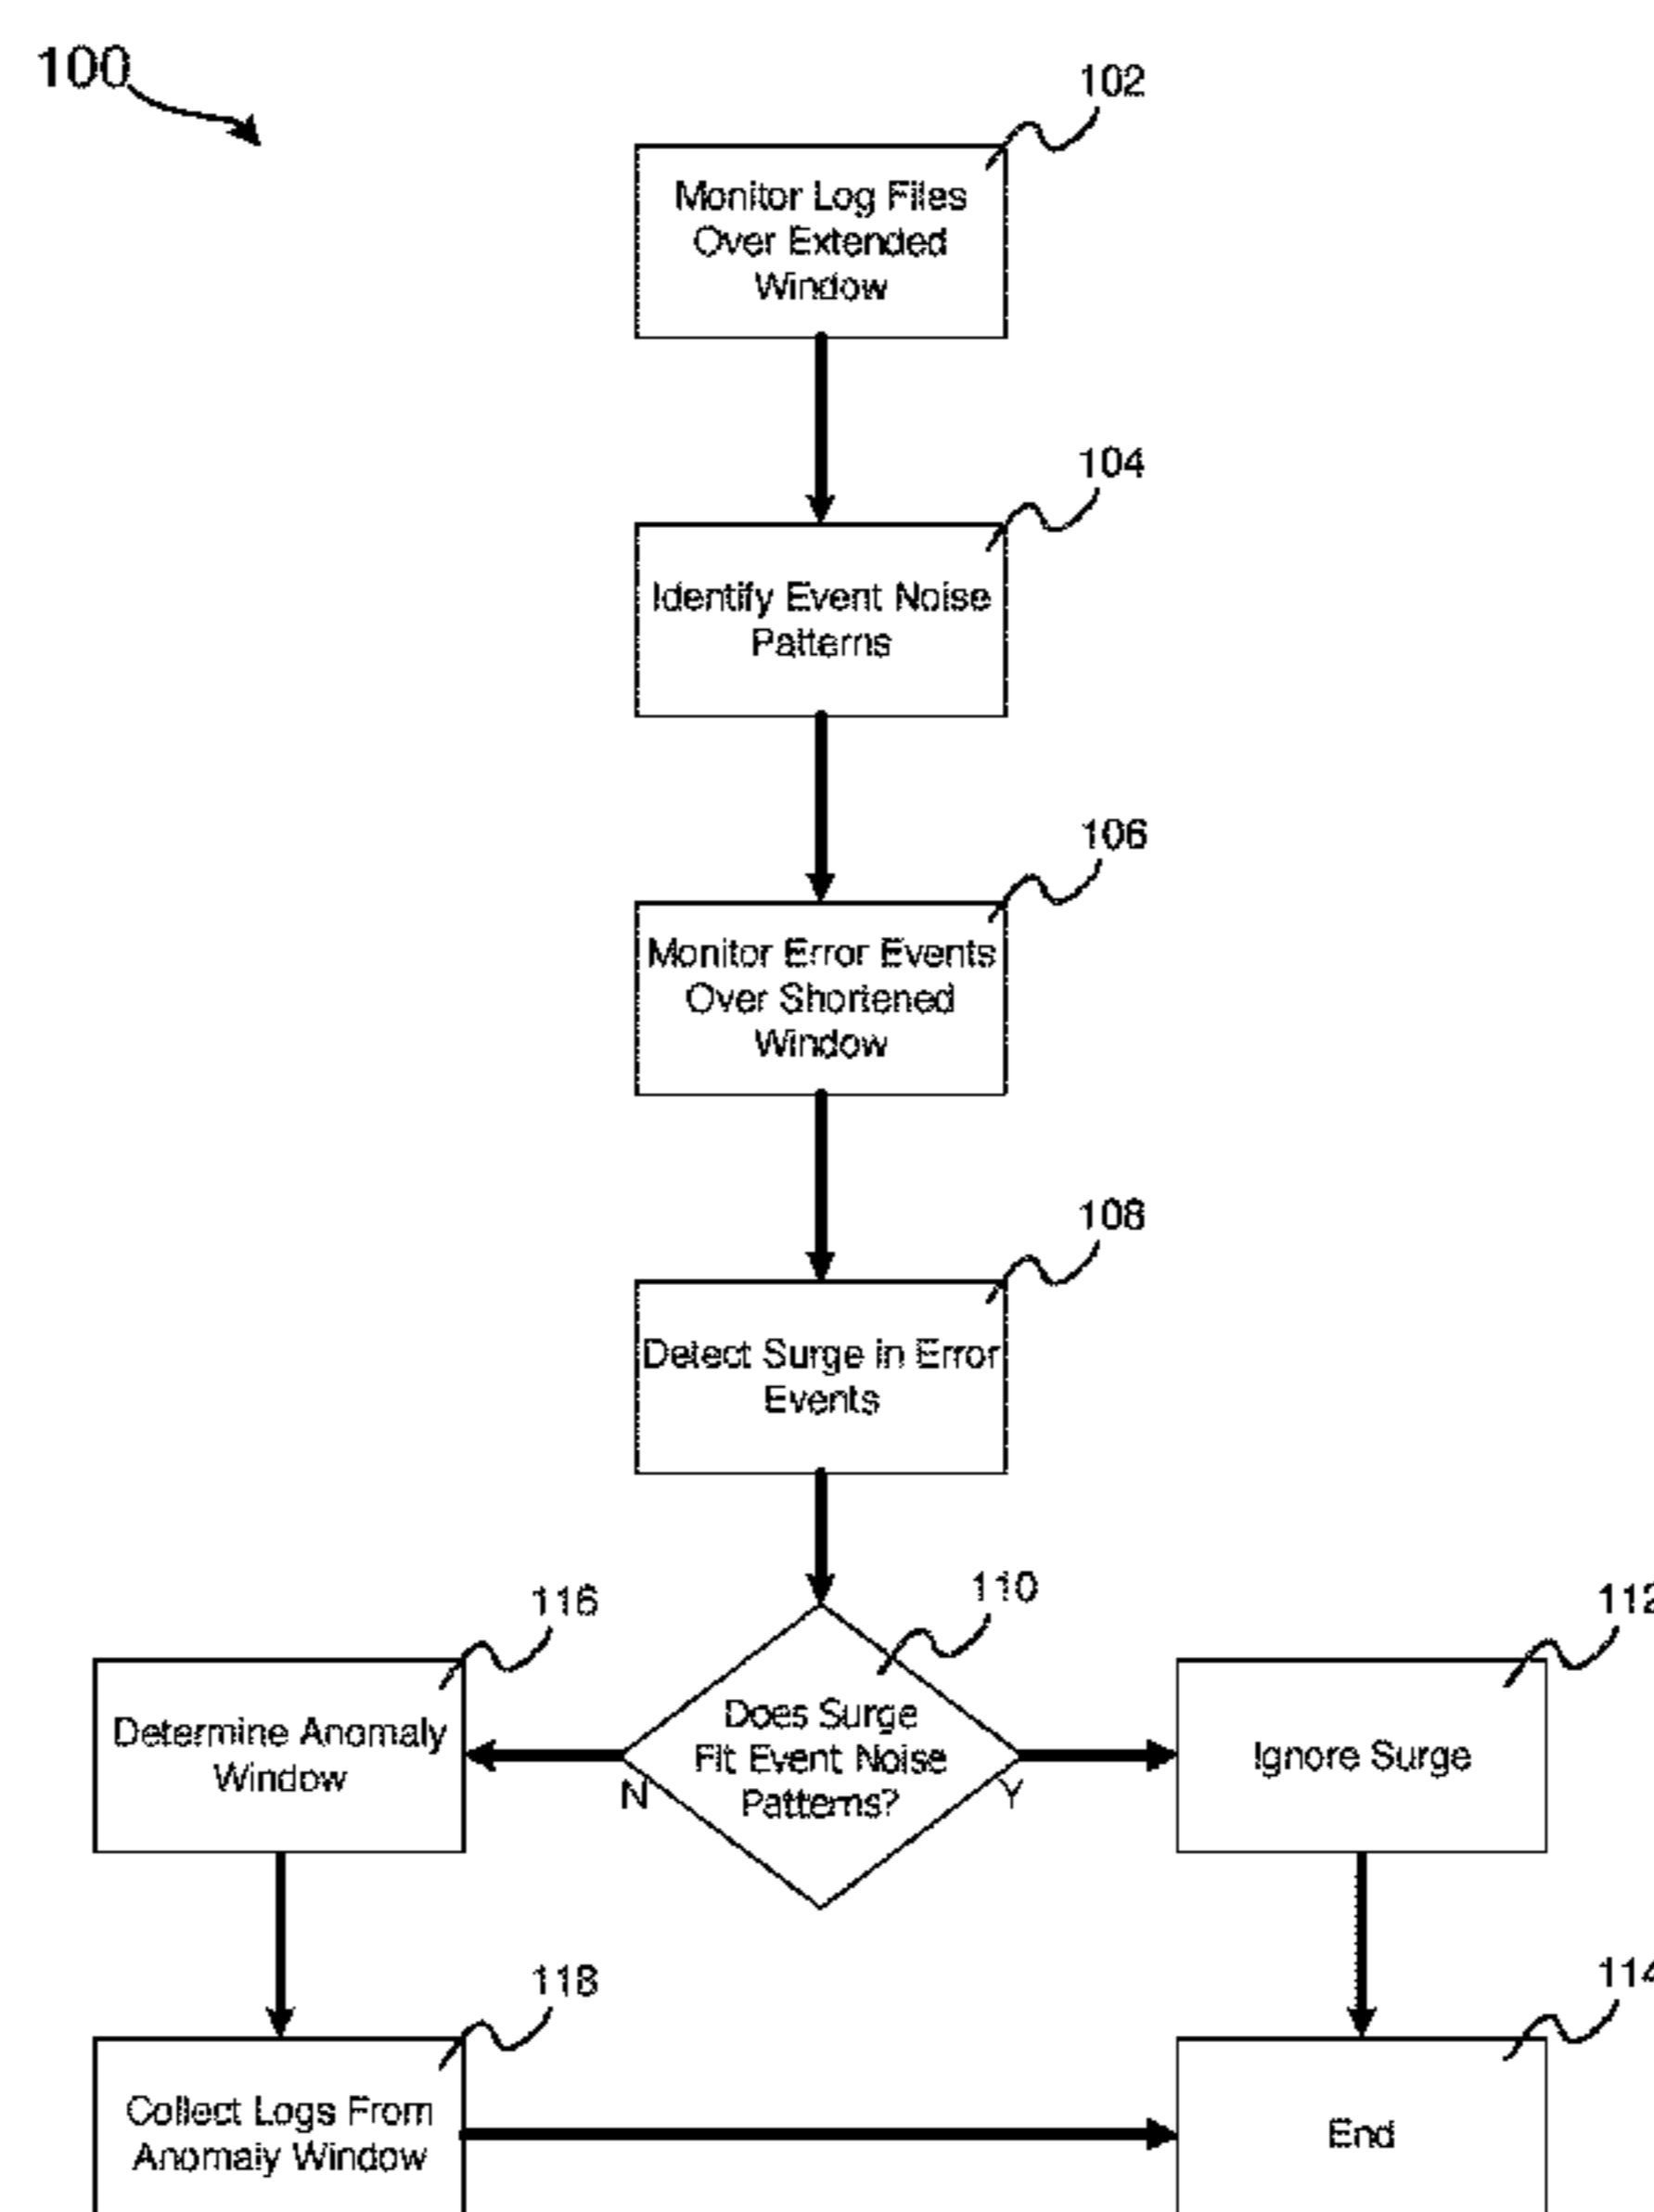 100
102
Monitor Log Files
Over Extended
Window
104
Identify Event Noise
Patterns
106
Monitor Error Events
Over Shortened
Window
108
Detect Surge in Error
Events
110
Does Surge
Fit Event Noise
Patterns?
N
Y
116
Determine Anomaly
Window
112
Ignore Surge
118
Collect Logs From
Anomaly Window
114
End